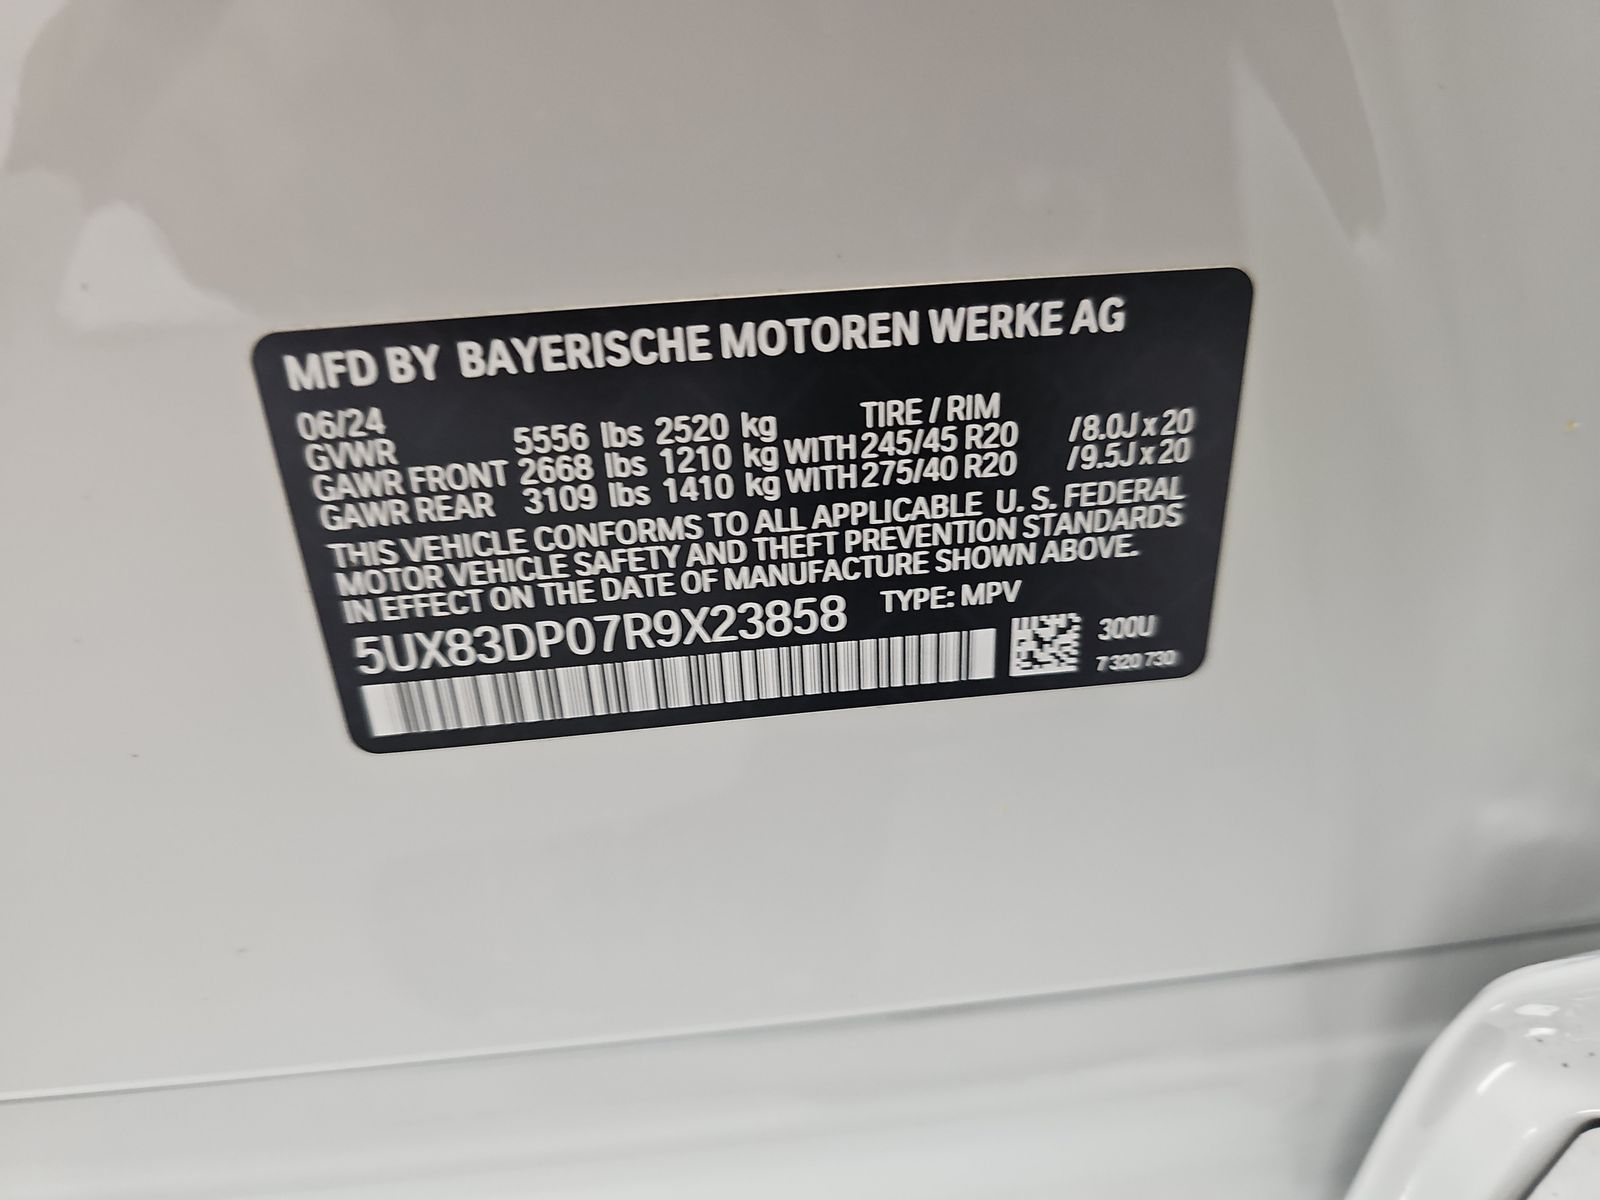 MFD BY BAYERISCHE MOTOREN WERKE AG
06/24 TIRE / RIM
GVWR 5556 lbs 2520 kg
GAWR FRONT 2668 lbs 1210 kg WITH 245/45 R20 /8.0J x 20
GAWR REAR 3109 lbs 1410 kg WITH 275/40 R20 /9.5J x 20
THIS VEHICLE CONFORMS TO ALL APPLICABLE U. S. FEDERAL
MOTOR VEHICLE SAFETY AND THEFT PREVENTION STANDARDS
IN EFFECT ON THE DATE OF MANUFACTURE SHOWN ABOVE.
5UX83DP07R9X23858 TYPE: MPV
300U
7 320 730